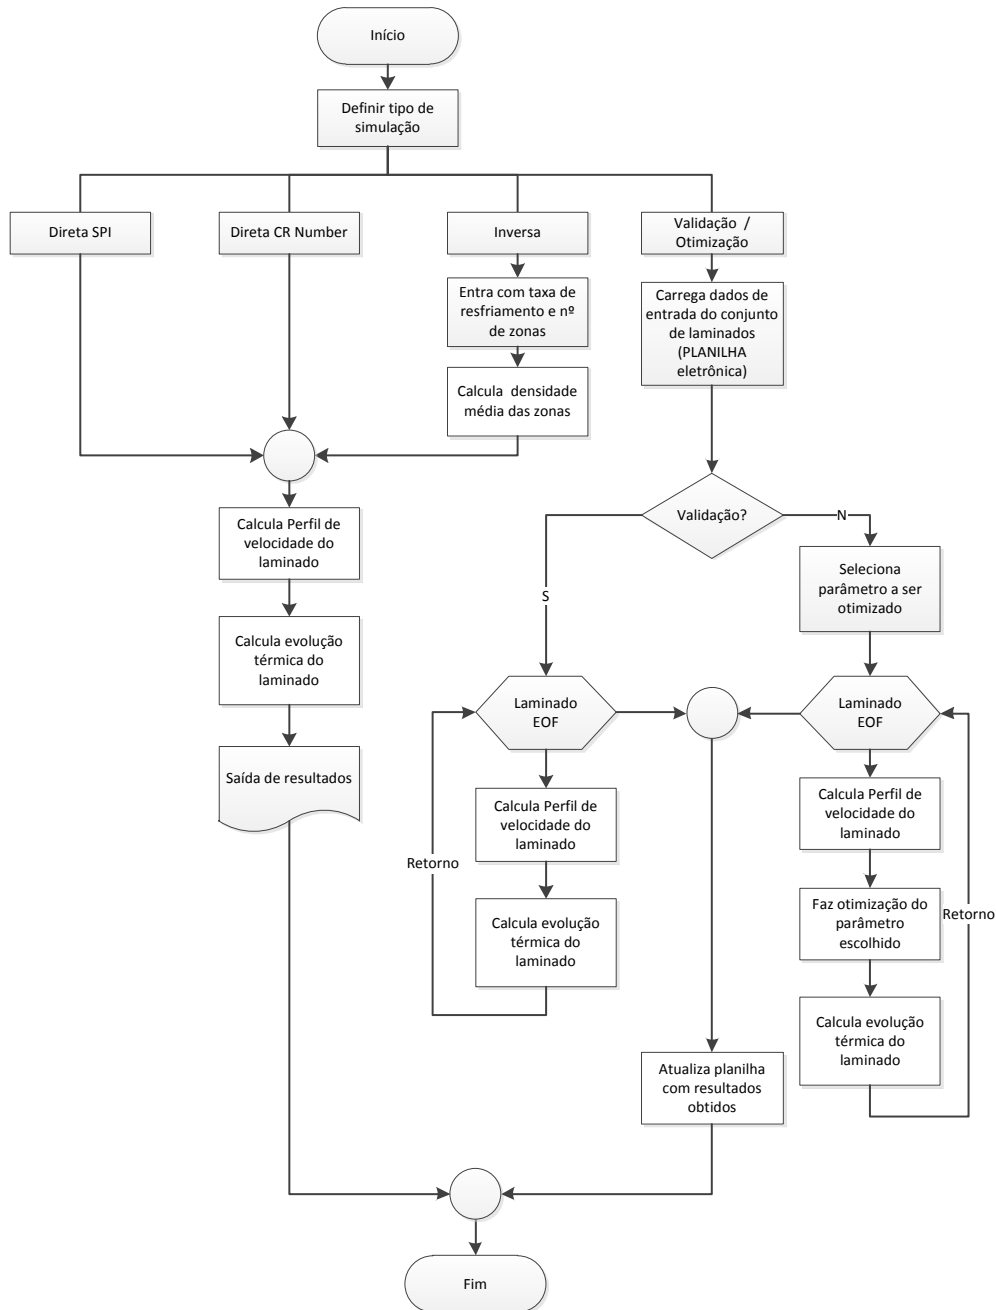 Início
Definir tipo de
simulação
Direta SPI
Direta CR Number
Inversa
Validação /
Otimização
Entra com taxa de
resfriamento e nº
de zonas
Carrega dados de
entrada do conjunto
de laminados
(PLANILHA
eletrônica)
Calcula densidade
média das zonas
Calcula Perfil de
velocidade do
laminado
Calcula evolução
térmica do
laminado
Saída de resultados
Validação?
N
S
Seleciona
parâmetro a ser
otimizado
Laminado
EOF
Calcula Perfil de
velocidade do
laminado
Calcula evolução
térmica do
laminado
Retorno
Laminado
EOF
Calcula Perfil de
velocidade do
laminado
Faz otimização do
parâmetro
escolhido
Calcula evolução
térmica do
laminado
Retorno
Atualiza planilha
com resultados
obtidos
Fim